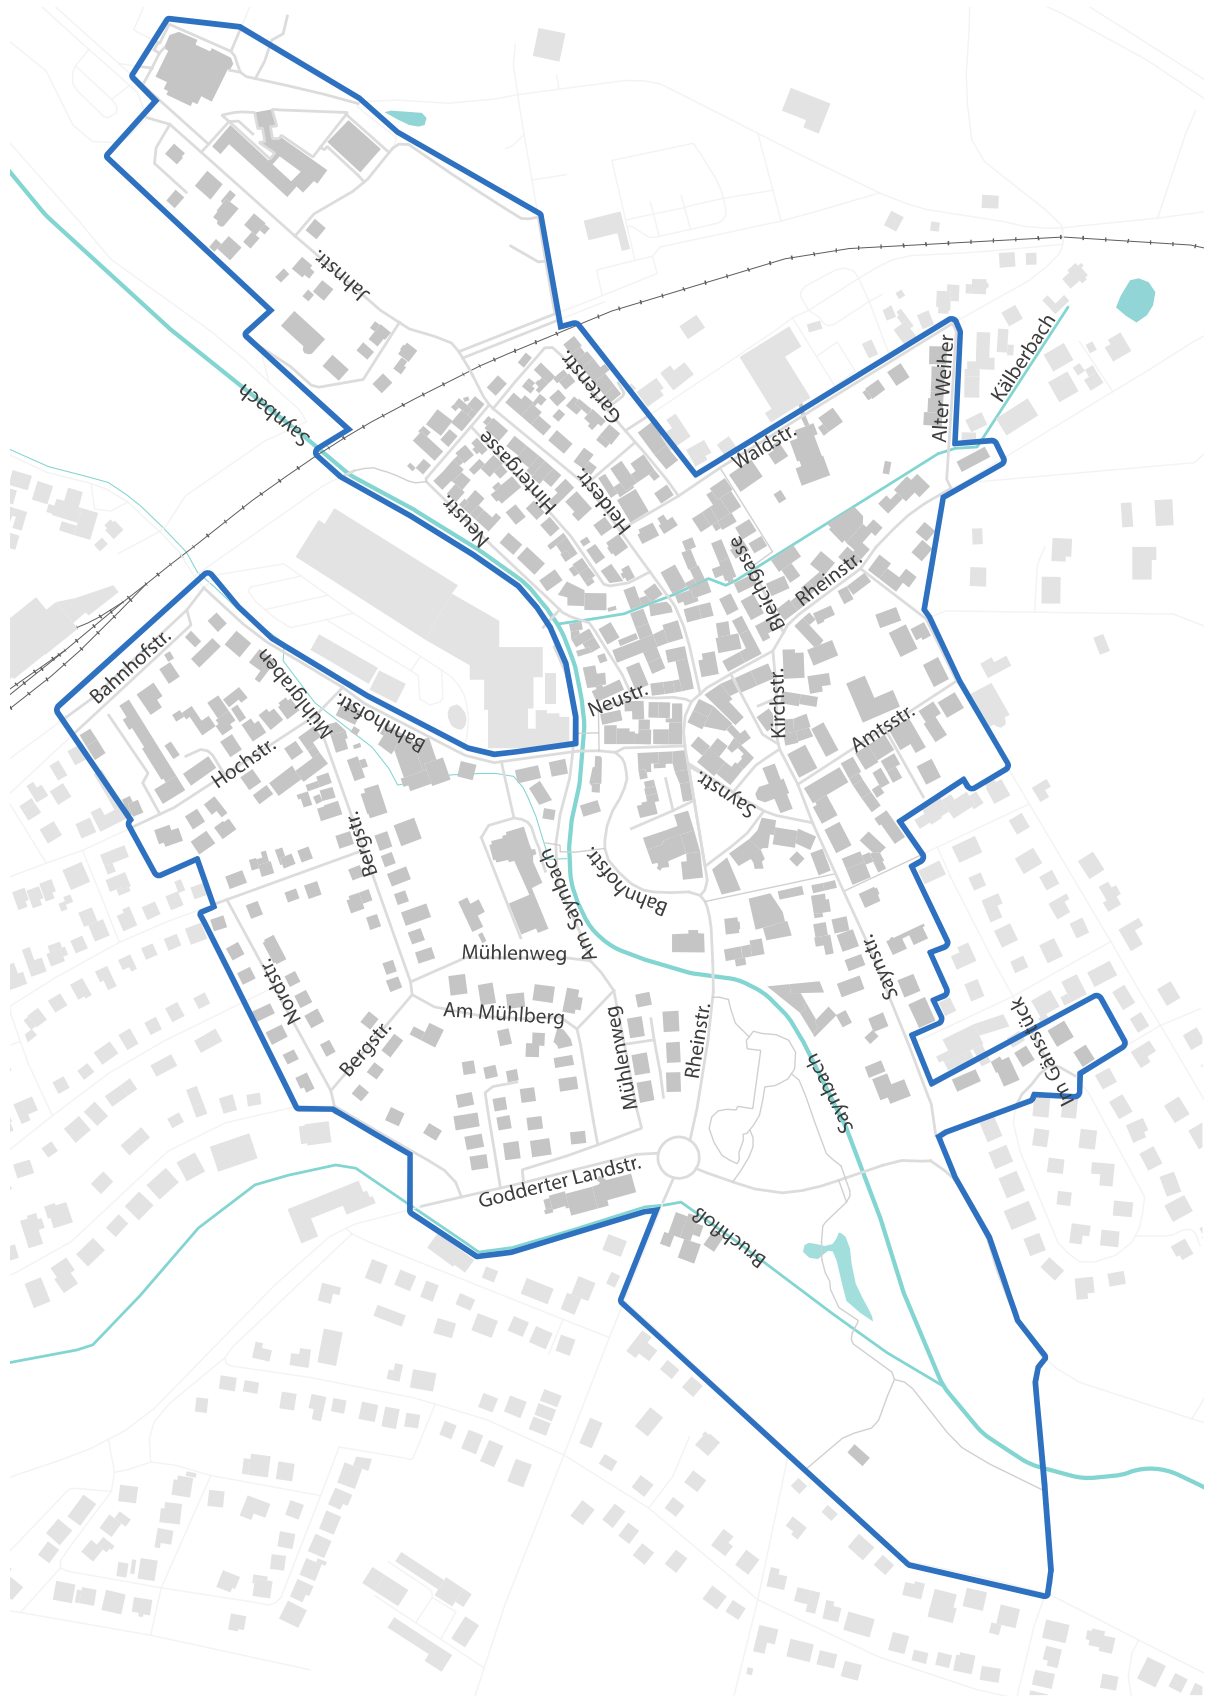 Jahnstr.
Saynbach
Gartenstr.
Kälberbach
Alter Weiher
Waldstr.
Hintergasse
Heidestr.
Neustr.
Bleichgasse
Rheinstr.
Bahnhofstr.
Mühlgraben
Bahnhofstr.
Hochstr.
Neustr.
Kirchstr.
Amtsstr.
Saynstr.
Bergstr.
Am Saynbach
Bahnhofstr.
Mühlenweg
Saynstr.
Nordstr.
Am Mühlberg
Bergstr.
Mühlenweg
Rheinstr.
Im Gänsstück
Saynbach
Godderter Landstr.
Bruchfloß